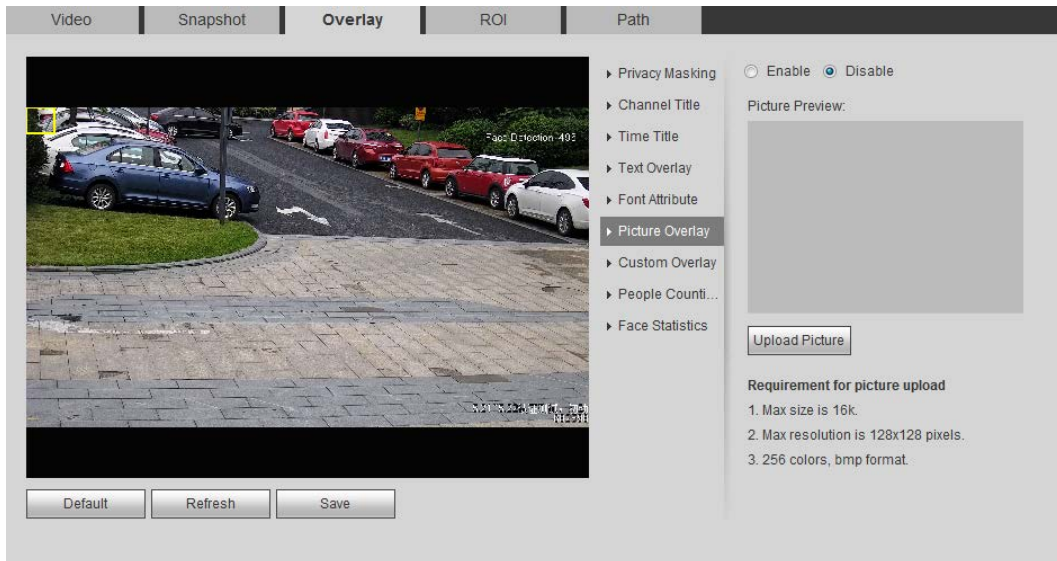 Video
Snapshot
Overlay
ROI
Path
Face Detection
Privacy Masking
Channel Title
Time Title
Text Overlay
Font Attribute
Picture Overlay
Custom Overlay
People Counti...
Face Statistics
Enable
Disable
Picture Preview:
Upload Picture
Requirement for picture upload
1. Max size is 16k.
2. Max resolution is 128x128 pixels.
3. 256 colors, bmp format.
Default
Refresh
Save